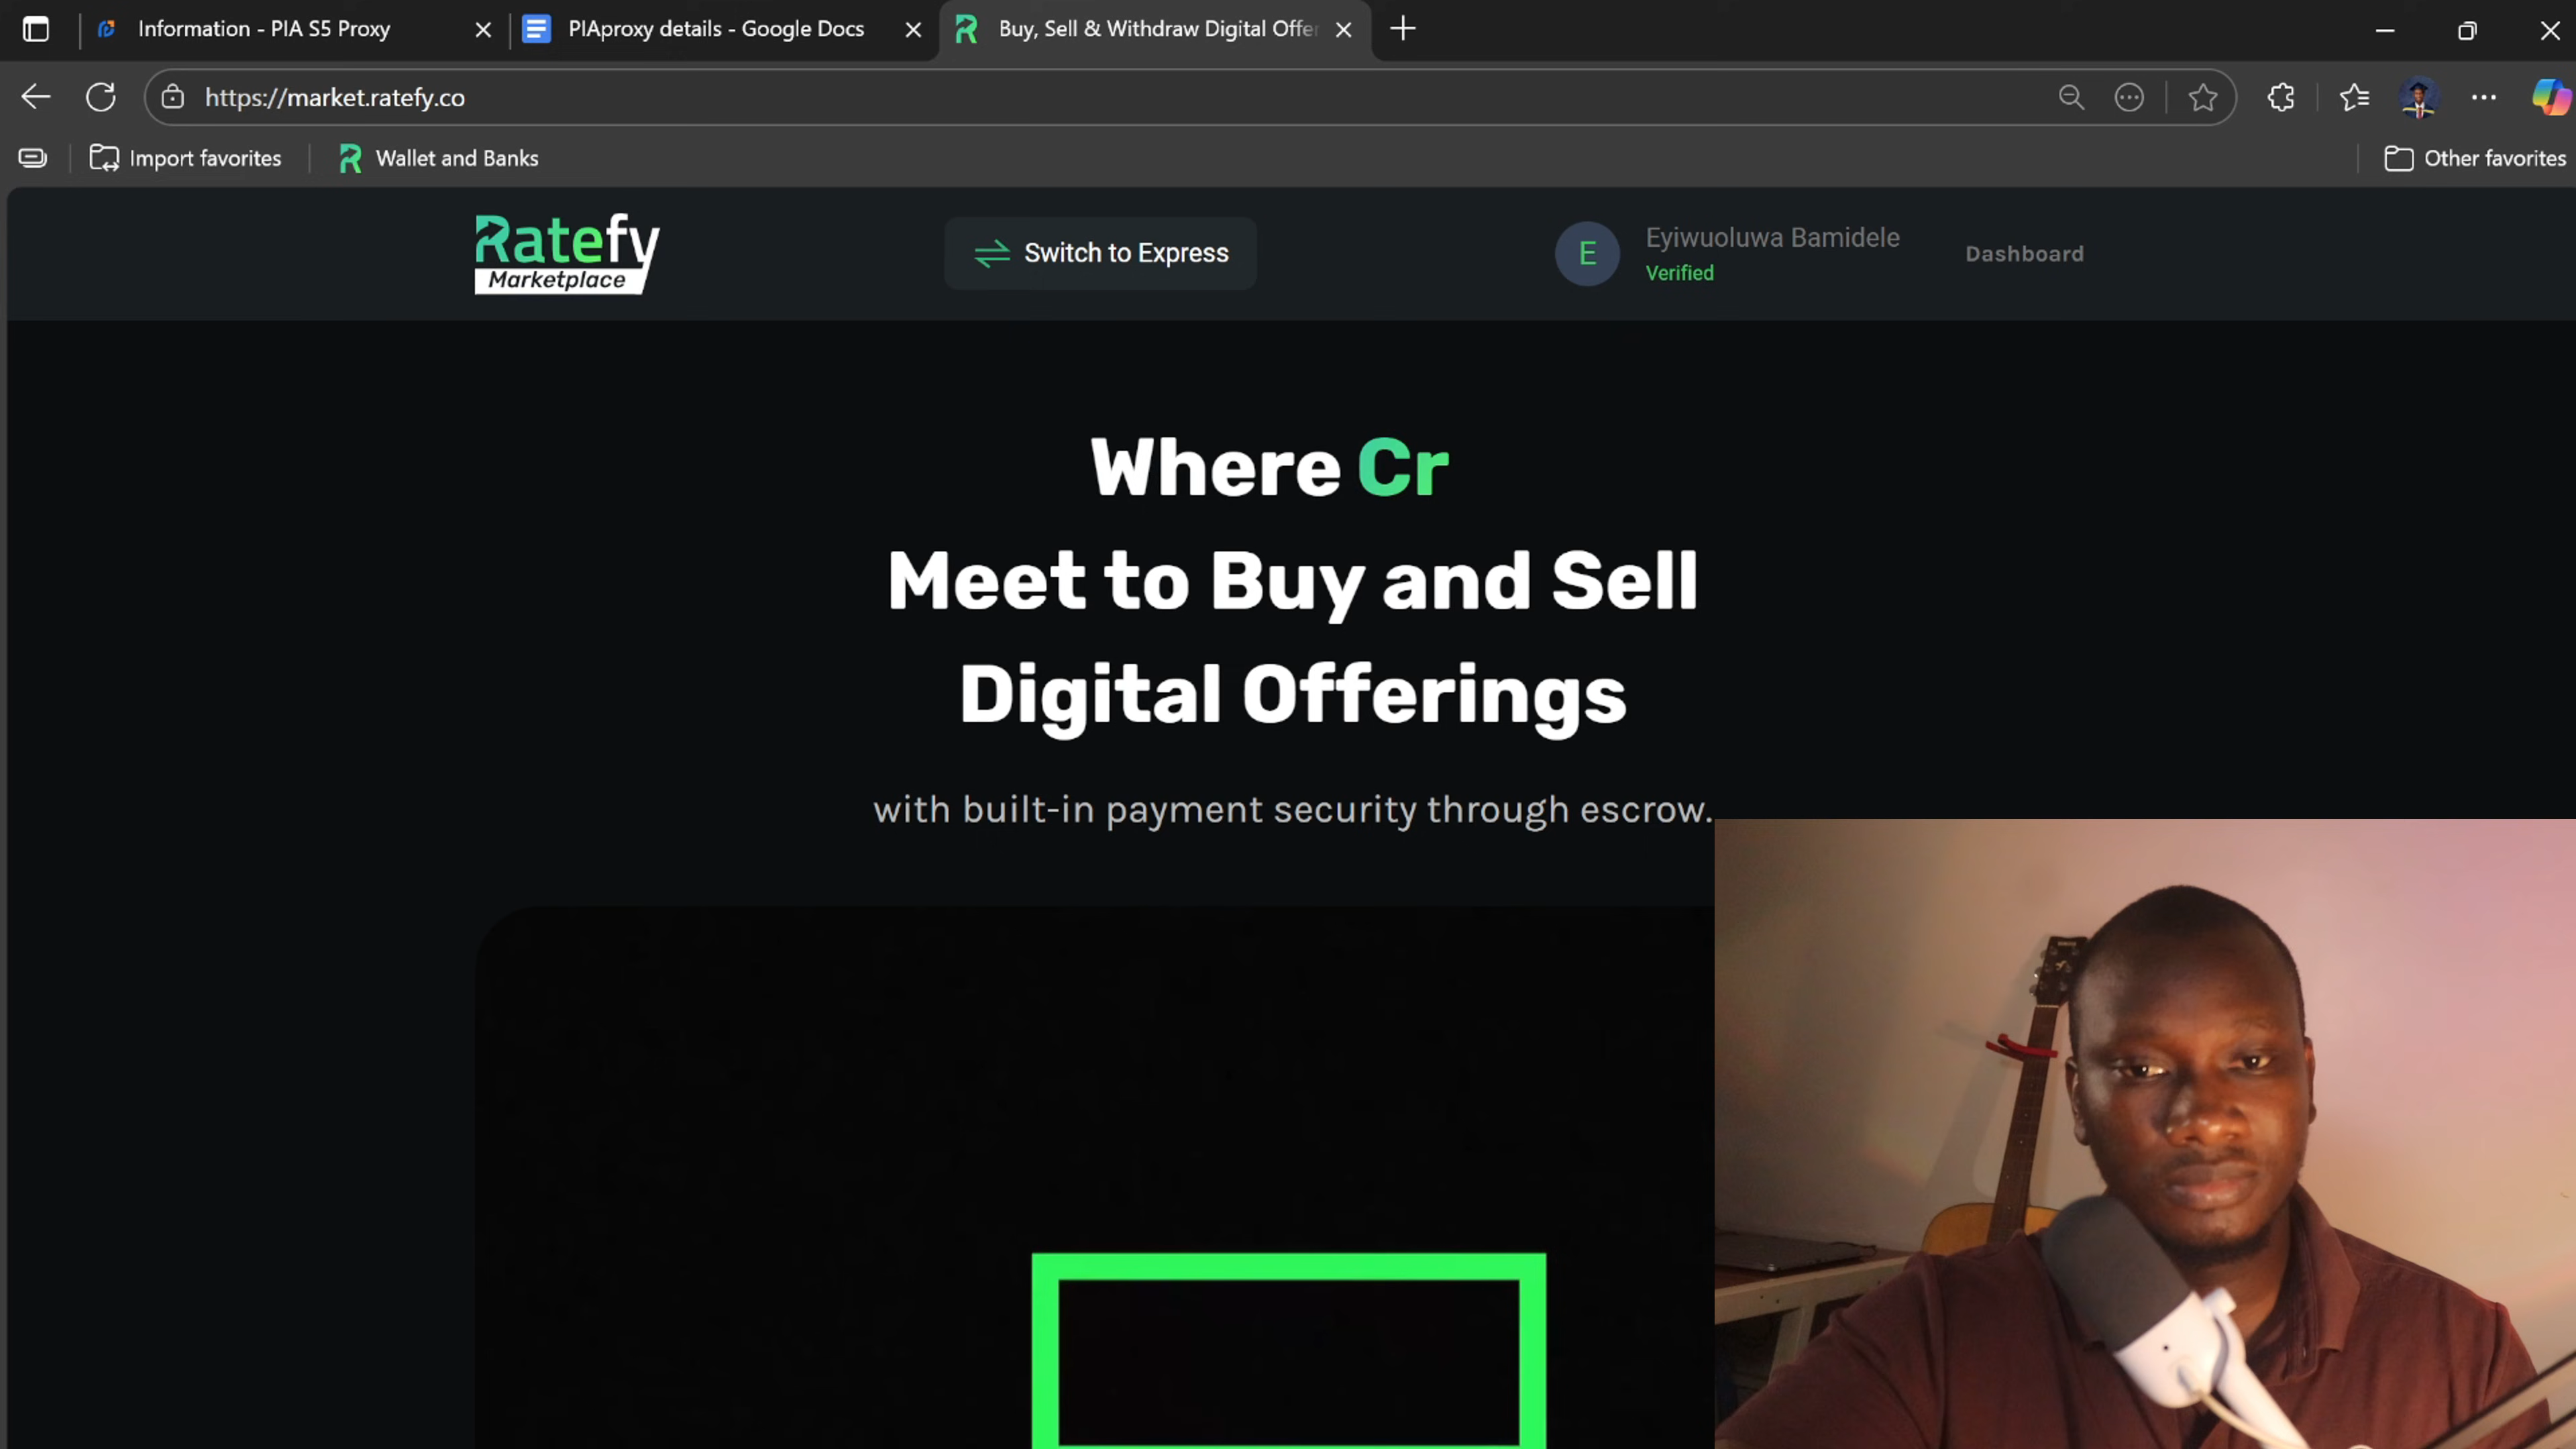 Information - PIA S5 Proxy
PIAproxy details - Google Docs
Buy, Sell & Withdraw Digital Offer
https://market.ratefy.co
Import favorites
Wallet and Banks
Other favorites
Ratefy
Marketplace
Switch to Express
E
Eyiwuoluwa Bamidele
Verified
Dashboard
Where Cr
Meet to Buy and Sell
Digital Offerings
with built-in payment security through escrow.